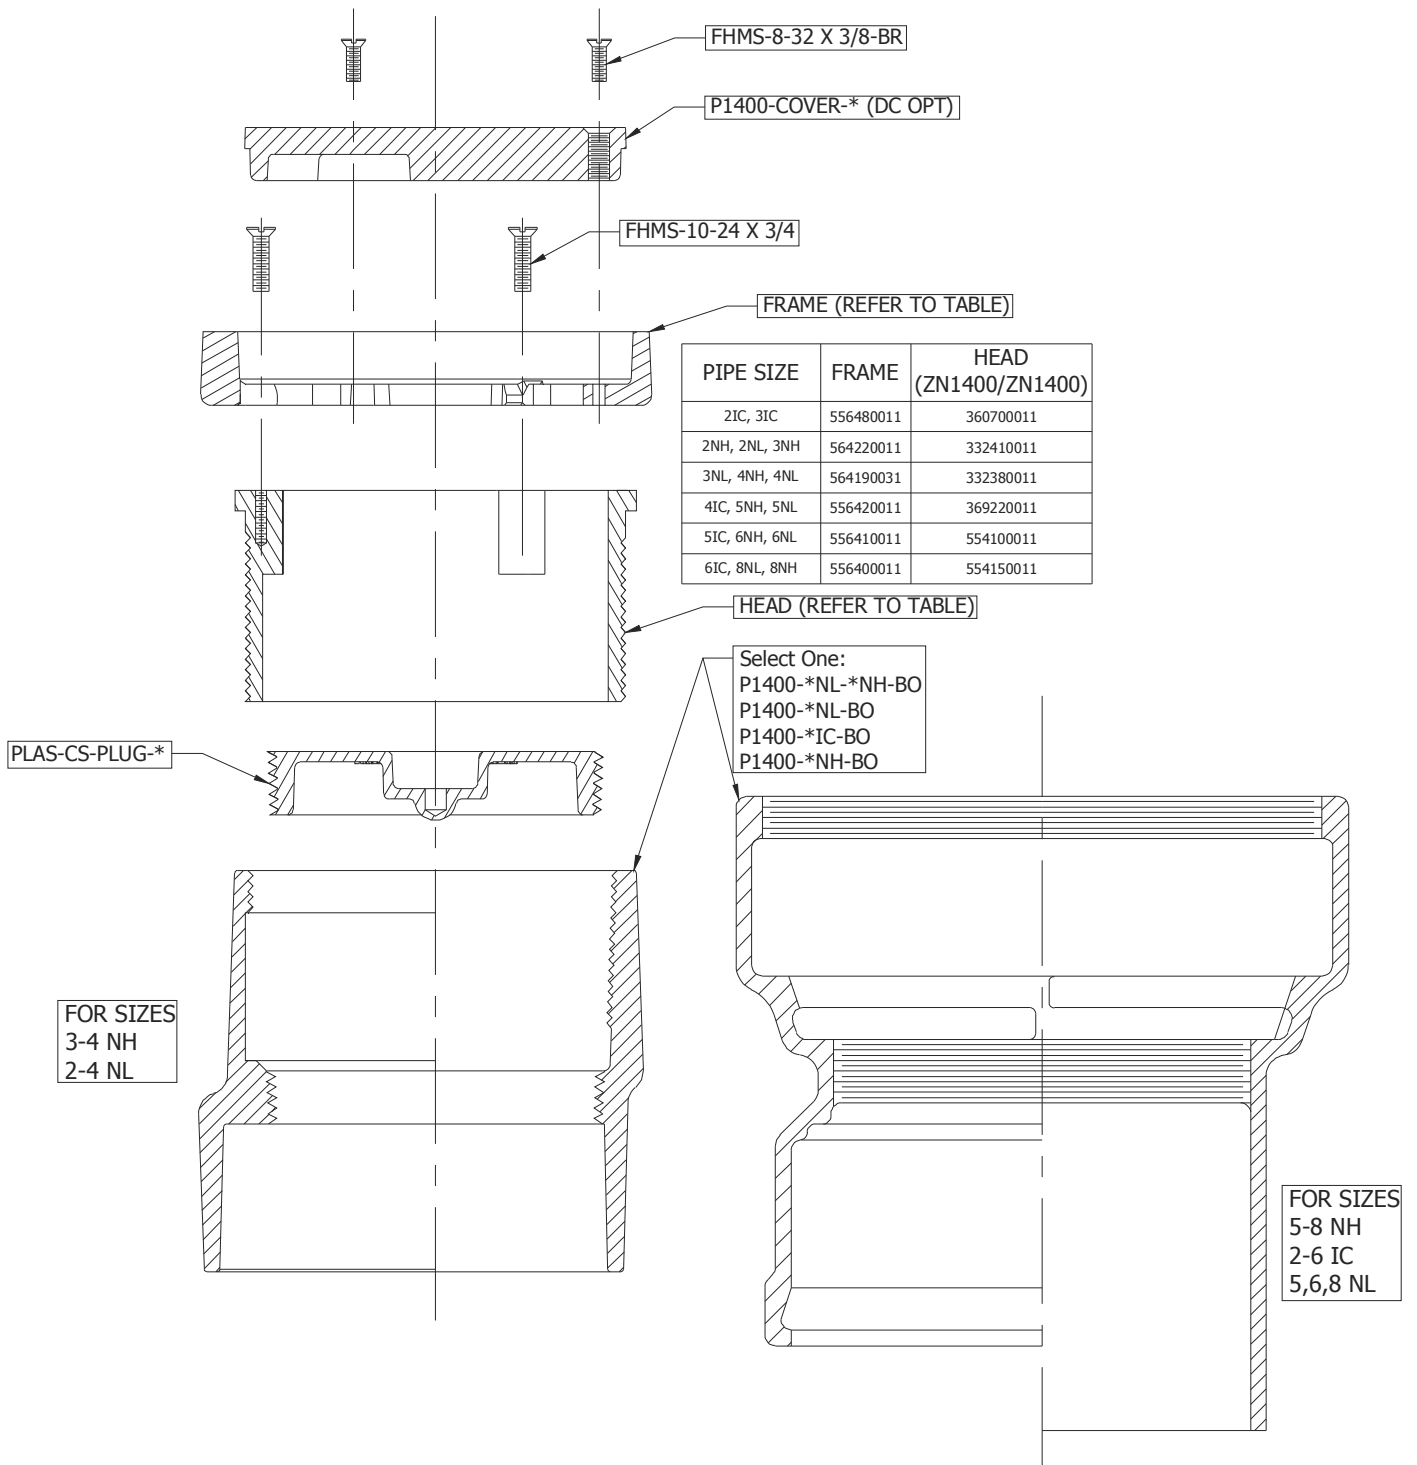 FHMS-8-32 X 3/8-BR
P1400-COVER-* (DC OPT)
FHMS-10-24 X 3/4
FRAME (REFER TO TABLE)
PIPE SIZE FRAME HEAD
(ZN1400/ZN1400)
2IC, 3IC 556480011 360700011
2NH, 2NL, 3NH 564220011 332410011
3NL, 4NH, 4NL 564190031 332380011
4IC, 5NH, 5NL 556420011 369220011
5IC, 6NH, 6NL 556410011 554100011
6IC, 8NL, 8NH 556400011 554150011
HEAD (REFER TO TABLE)
Select One:
P1400-*NL-*NH-BO
P1400-*NL-BO
P1400-*IC-BO
P1400-*NH-BO
PLAS-CS-PLUG-*
FOR SIZES
3-4 NH
2-4 NL
FOR SIZES
5-8 NH
2-6 IC
5,6,8 NL